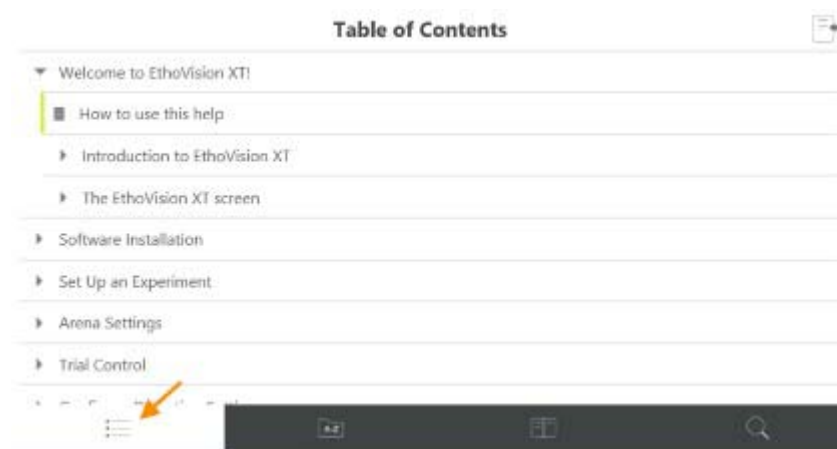 Table of Contents
Welcome to EthoVision XT!
How to use this help
Introduction to EthoVision XT
The EthoVision XT screen
Software Installation
Set Up an Experiment
Arena Settings
Trial Control